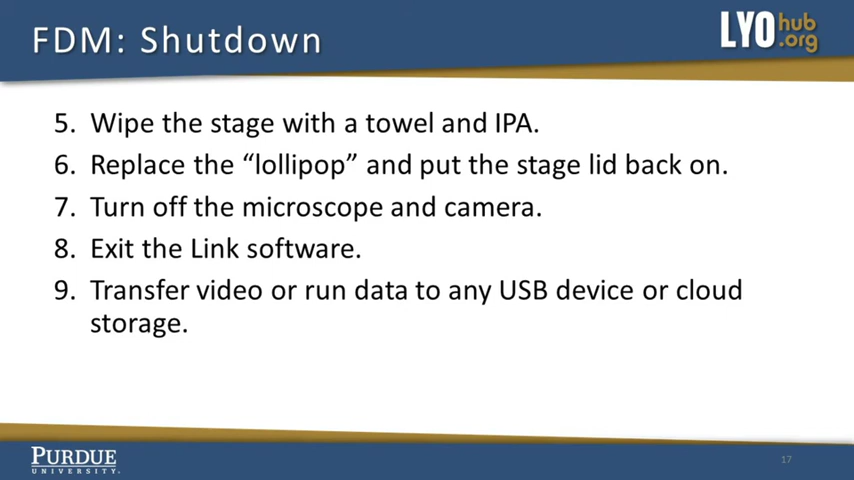 FDM: Shutdown
LYOhub.org
5. Wipe the stage with a towel and IPA.
6. Replace the “lollipop” and put the stage lid back on.
7. Turn off the microscope and camera.
8. Exit the Link software.
9. Transfer video or run data to any USB device or cloud
storage.
PURDUE
UNIVERSITY.
17